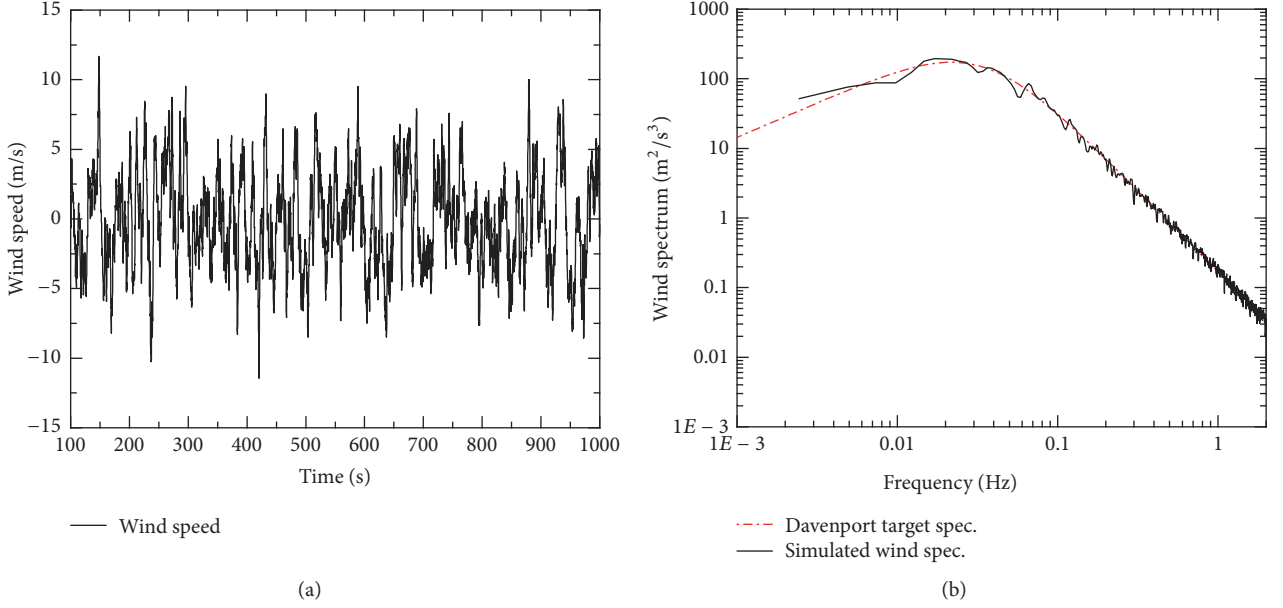 15
10
5
0
−5
−10
−15
Wind speed (m/s)
100 200 300 400 500 600 700 800 900 1000
Time (s)
Wind speed
(a)
1000
100
10
1
0.1
0.01
1E − 3
Wind spectrum (m²/s³)
1E − 3 0.01 0.1 1
Frequency (Hz)
Davenport target spec.
Simulated wind spec.
(b)